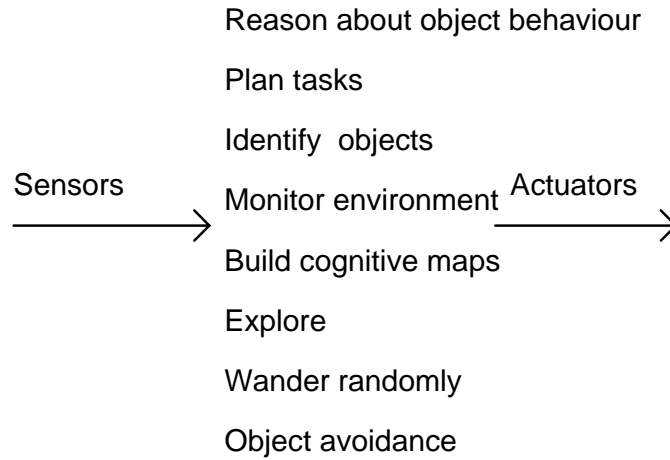 Reason about object behaviour
Plan tasks
Identify objects
Sensors
Monitor environment
Actuators
Build cognitive maps
Explore
Wander randomly
Object avoidance